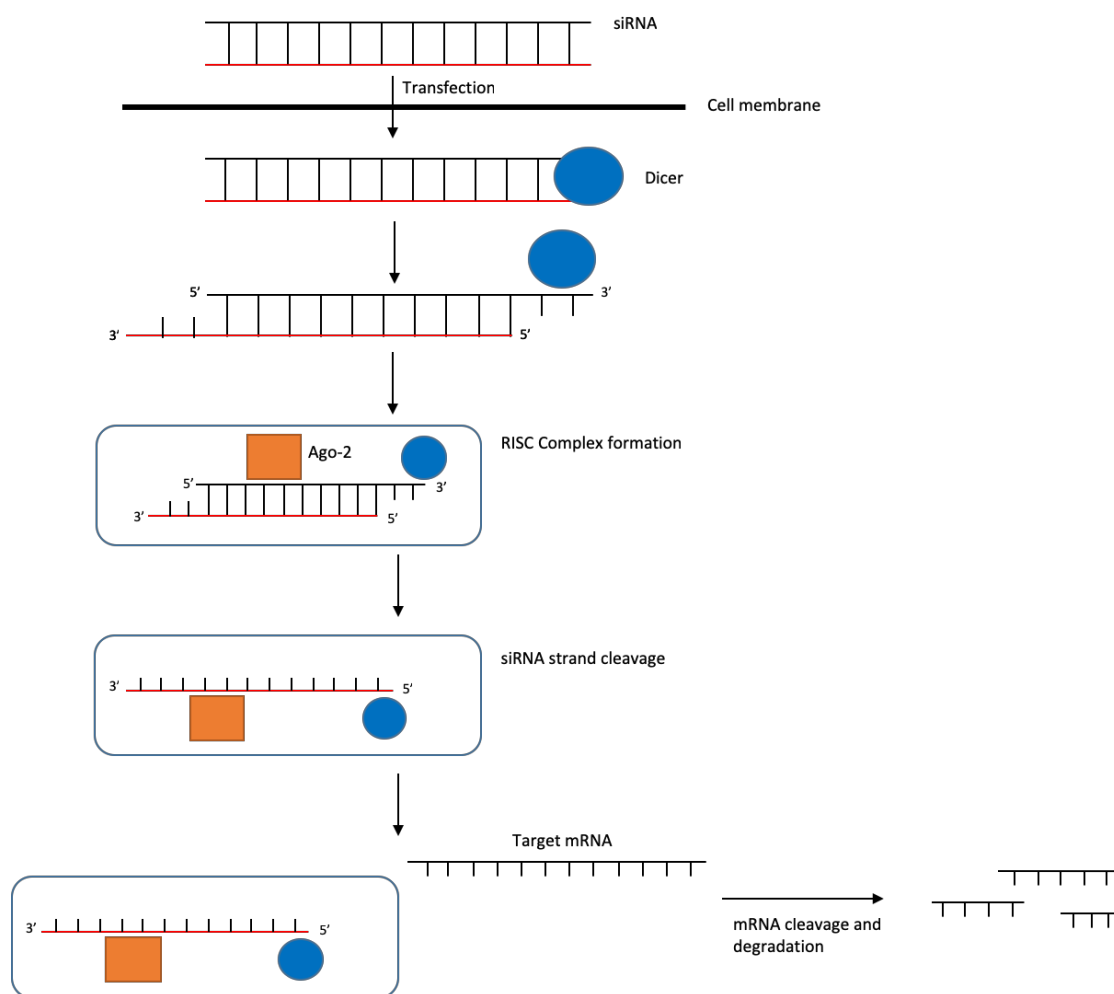 siRNA
Transfection
Cell membrane
Dicer
5’
3’
3’
5’
RISC Complex formation
Ago-2
5’
3’
3’
5’
siRNA strand cleavage
3’
5’
Target mRNA
3’
5’
mRNA cleavage and
degradation